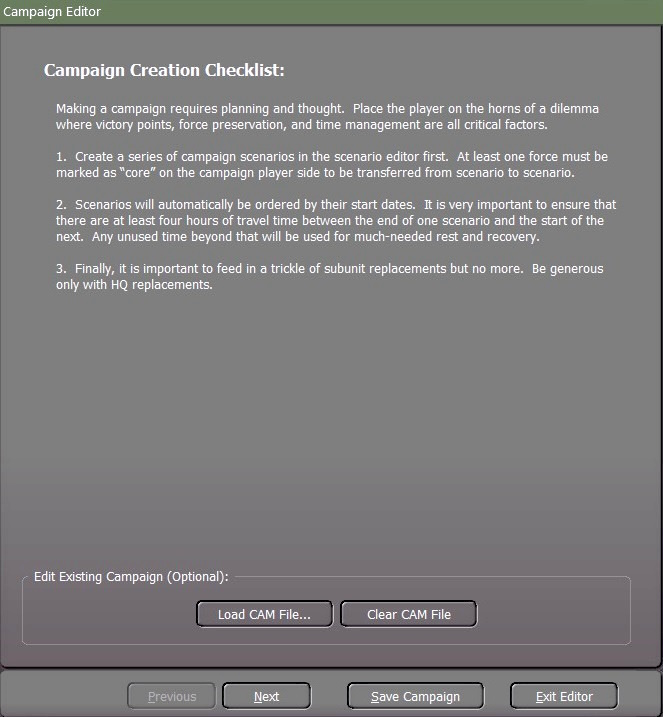 Campaign Editor
Campaign Creation Checklist:
Making a campaign requires planning and thought.  Place the player on the horns of a dilemma
where victory points, force preservation, and time management are all critical factors.
1.  Create a series of campaign scenarios in the scenario editor first.  At least one force must be
marked as “core” on the campaign player side to be transferred from scenario to scenario.
2.  Scenarios will automatically be ordered by their start dates.  It is very important to ensure that
there are at least four hours of travel time between the end of one scenario and the start of the
next.  Any unused time beyond that will be used for much-needed rest and recovery.
3.  Finally, it is important to feed in a trickle of subunit replacements but no more.  Be generous
only with HQ replacements.
Edit Existing Campaign (Optional):
Load CAM File... Clear CAM File
Previous Next Save Campaign Exit Editor